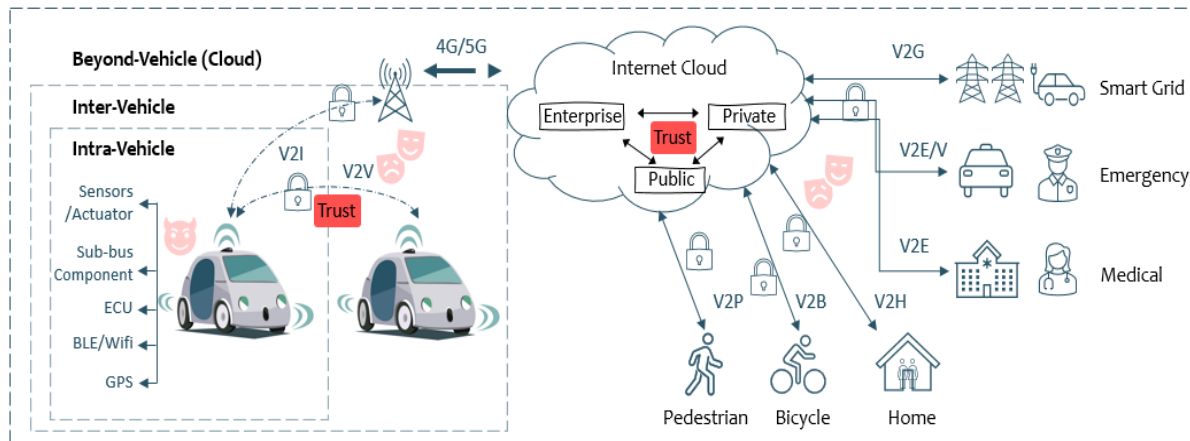 Beyond-Vehicle (Cloud)
4G/5G
Inter-Vehicle
Intra-Vehicle
V2I
V2V
Trust
Sensors
/Actuator
Sub-bus
Component
ECU
BLE/Wifi
GPS
Internet Cloud
Enterprise
Private
Trust
Public
V2G
Smart Grid
V2E/V
Emergency
V2E
Medical
V2P
V2B
V2H
Pedestrian
Bicycle
Home